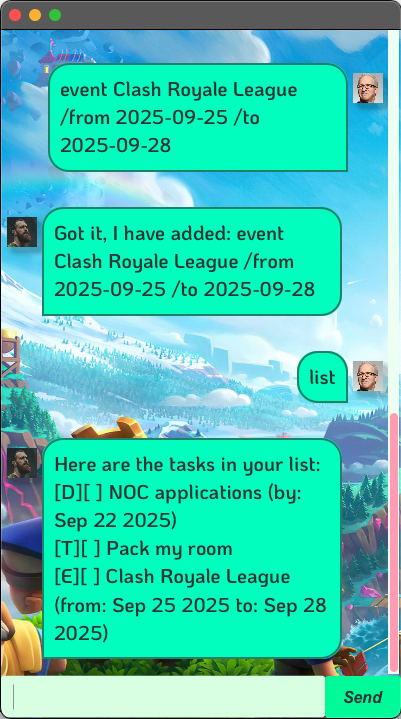 event Clash Royale League
/from 2025-09-25 /to
2025-09-28
Got it, I have added: event
Clash Royale League /from
2025-09-25 /to 2025-09-28
list
Here are the tasks in your list:
[D][ ] NOC applications (by:
Sep 22 2025)
[T][ ] Pack my room
[E][ ] Clash Royale League
(from: Sep 25 2025 to: Sep 28
2025)
Send